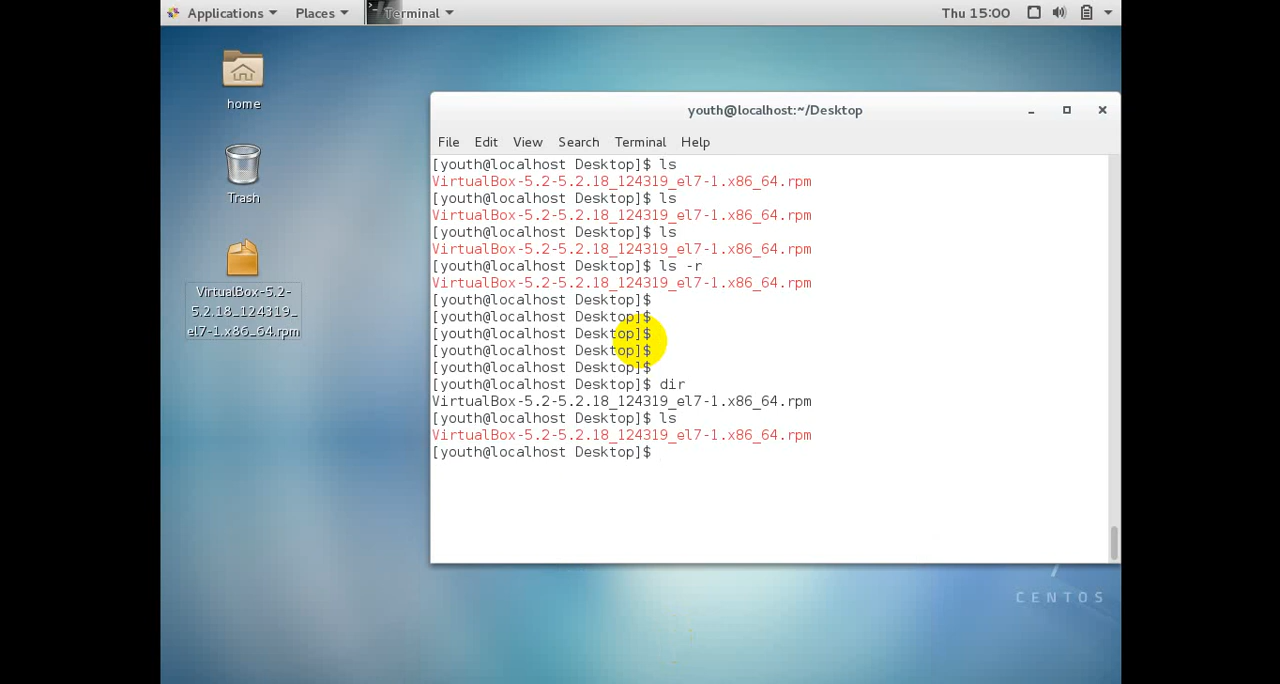 Applications Places Terminal Thu 15:00
home
Trash
VirtualBox-5.2-
5.2.18_124319_
el7-1.x86_64.rpm
youth@localhost:~/Desktop
File Edit View Search Terminal Help
[youth@localhost Desktop]$ ls
VirtualBox-5.2-5.2.18_124319_el7-1.x86_64.rpm
[youth@localhost Desktop]$ ls
VirtualBox-5.2-5.2.18_124319_el7-1.x86_64.rpm
[youth@localhost Desktop]$ ls
VirtualBox-5.2-5.2.18_124319_el7-1.x86_64.rpm
[youth@localhost Desktop]$ ls -r
VirtualBox-5.2-5.2.18_124319_el7-1.x86_64.rpm
[youth@localhost Desktop]$
[youth@localhost Desktop]$
[youth@localhost Desktop]$
[youth@localhost Desktop]$
[youth@localhost Desktop]$
[youth@localhost Desktop]$ dir
VirtualBox-5.2-5.2.18_124319_el7-1.x86_64.rpm
[youth@localhost Desktop]$ ls
VirtualBox-5.2-5.2.18_124319_el7-1.x86_64.rpm
[youth@localhost Desktop]$
CENTOS